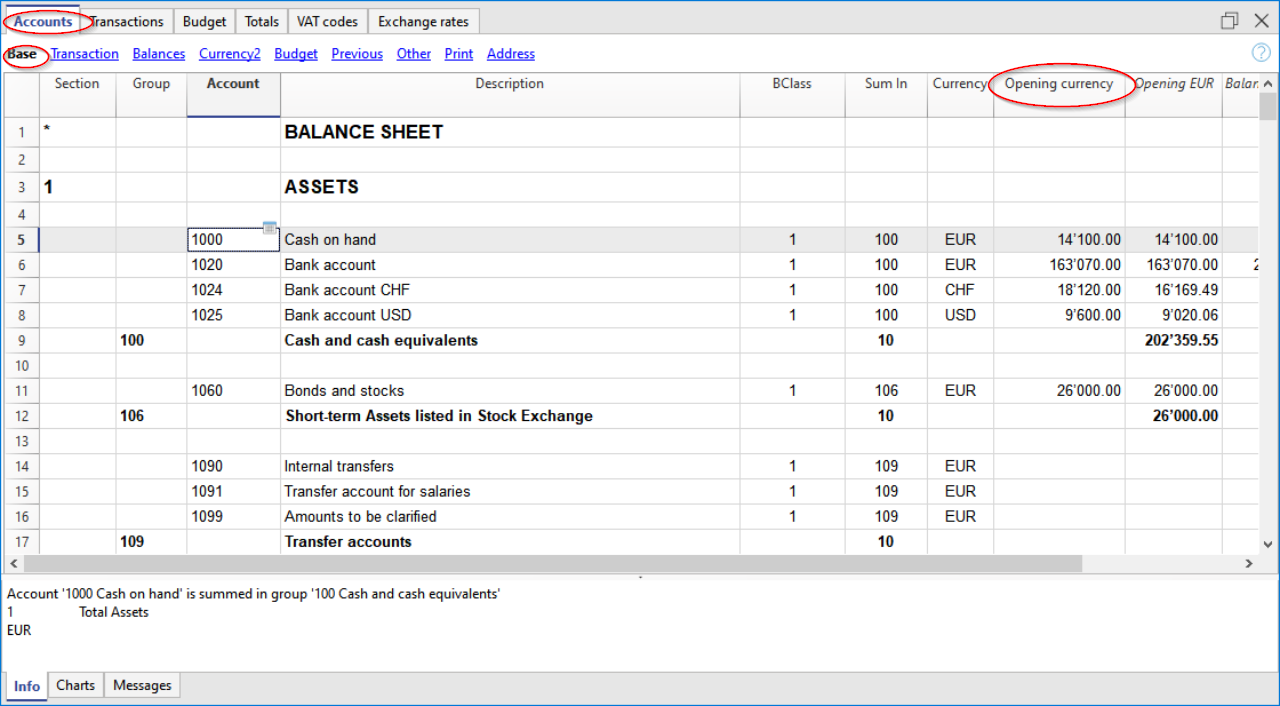 Accounts Transactions Budget Totals VAT codes Exchange rates
Base Transaction Balances Currency2 Budget Previous Other Print Address
Section Group Account Description BClass Sum In Currency Opening currency Opening EUR Balan
1 * BALANCE SHEET
2
3 1 ASSETS
4
5 1000 Cash on hand 1 100 EUR 14'100.00 14'100.00
6 1020 Bank account 1 100 EUR 163'070.00 163'070.00 2
7 1024 Bank account CHF 1 100 CHF 18'120.00 16'169.49
8 1025 Bank account USD 1 100 USD 9'600.00 9'020.06
9 100 Cash and cash equivalents 10 202'359.55
10
11 1060 Bonds and stocks 1 106 EUR 26'000.00 26'000.00
12 106 Short-term Assets listed in Stock Exchange 10 26'000.00
13
14 1090 Internal transfers 1 109 EUR
15 1091 Transfer account for salaries 1 109 EUR
16 1099 Amounts to be clarified 1 109 EUR
17 109 Transfer accounts 10
Account '1000 Cash on hand' is summed in group '100 Cash and cash equivalents'
1 Total Assets
EUR
Info Charts Messages